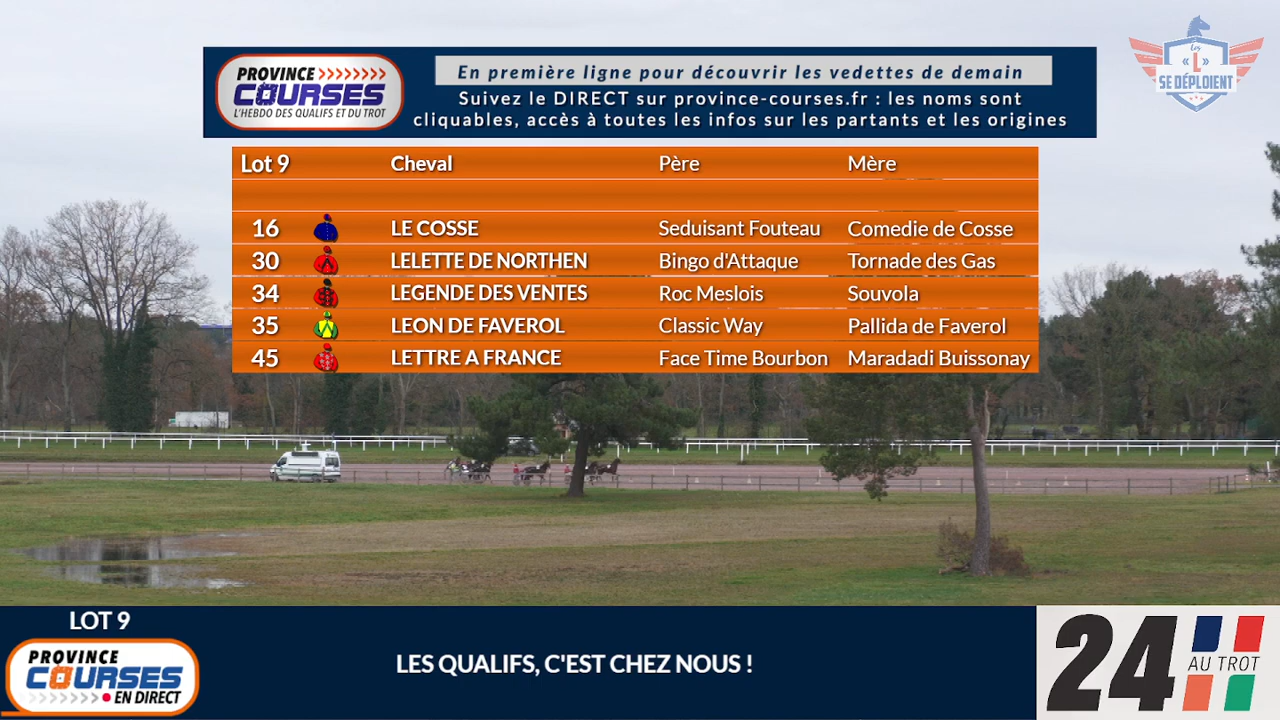 Les
« L »
SE DÉPLOIENT
PROVINCE
COURSES
L'HEBDO DES QUALIFS ET DU TROT
En première ligne pour découvrir les vedettes de demain
Suivez le DIRECT sur province-courses.fr : les noms sont
cliquables, accès à toutes les infos sur les partants et les origines
Lot 9 Cheval Père Mère
16 LE COSSE Seduisant Fouteau Comedie de Cosse
30 LELETTE DE NORTHEN Bingo d'Attaque Tornade des Gas
34 LEGENDE DES VENTES Roc Meslois Souvola
35 LEON DE FAVEROL Classic Way Pallida de Faverol
45 LETTRE A FRANCE Face Time Bourbon Maradadi Buissonay
LOT 9
PROVINCE
COURSES
EN DIRECT
LES QUALIFS, C'EST CHEZ NOUS !
24 AU TROT